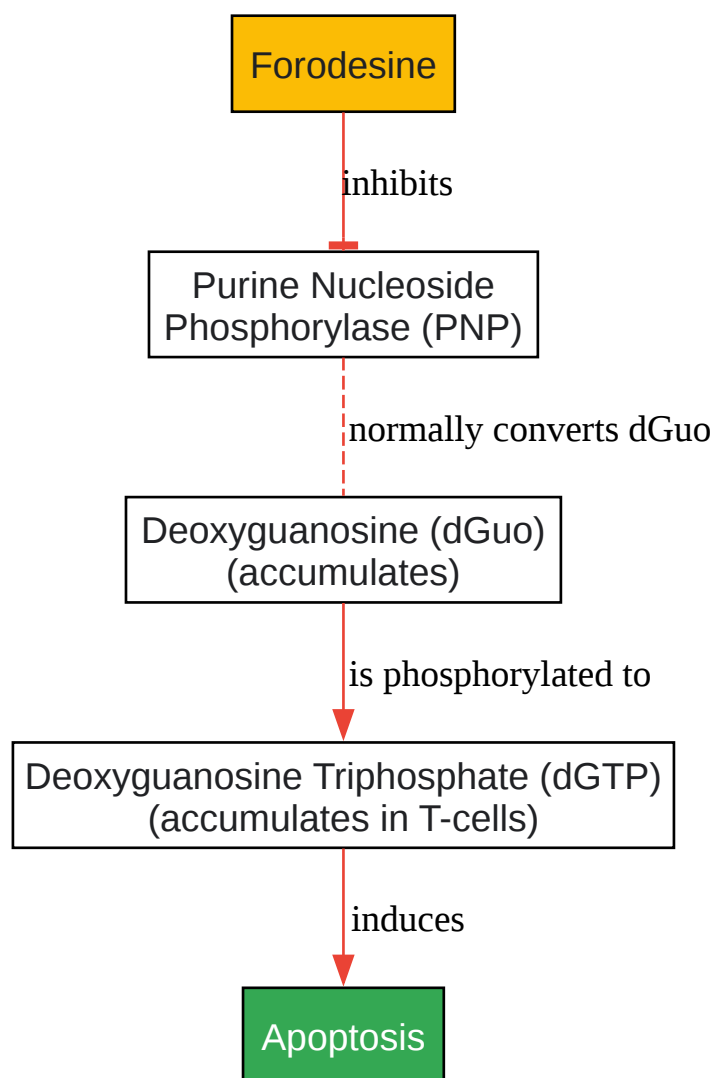 Forodesine
inhibits
Purine Nucleoside
Phosphorylase (PNP)
normally converts dGuo
Deoxyguanosine (dGuo)
(accumulates)
is phosphorylated to
Deoxyguanosine Triphosphate (dGTP)
(accumulates in T-cells)
induces
Apoptosis